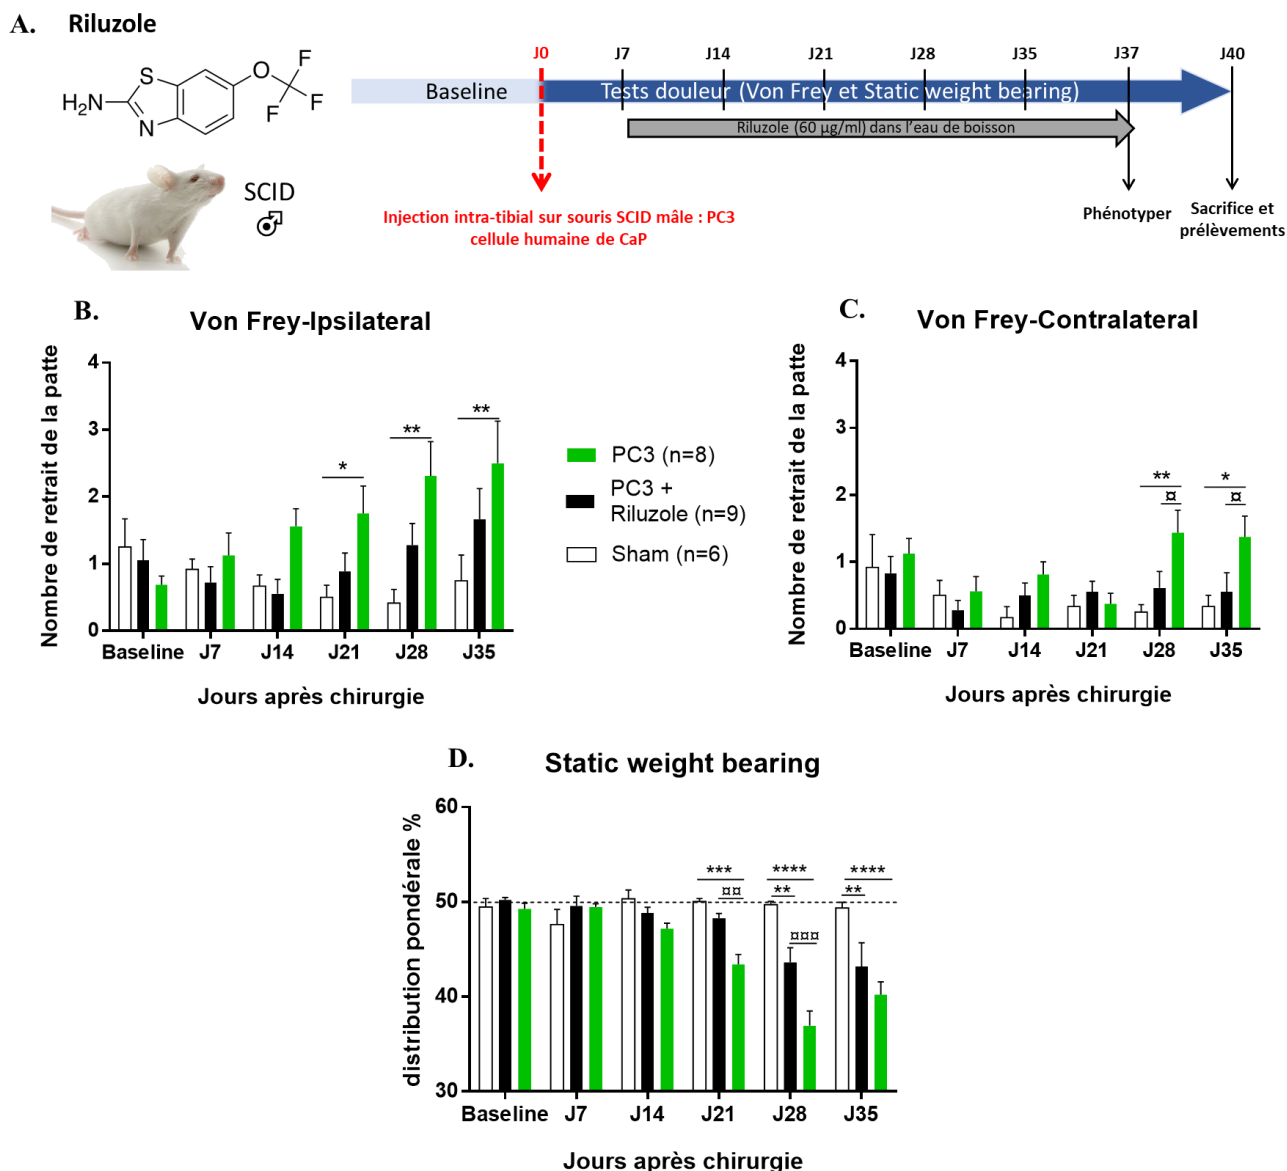 A. Riluzole
S
N
H₂N
O
F
F
F
SCID
J0 J7 J14 J21 J28 J35 J37 J40
Baseline Tests douleur (Von Frey et Static weight bearing)
Riluzole (60 µg/ml) dans l'eau de boisson
Injection intra-tibial sur souris SCID mâle : PC3
cellule humaine de CaP
Phénotyper
Sacrifice et
prélèvements
B. Von Frey-Ipsilateral
Nombre de retrait de la patte
4
3
2
1
0
* ** **
Baseline J7 J14 J21 J28 J35
Jours après chirurgie
PC3 (n=8)
PC3 +
Riluzole (n=9)
Sham (n=6)
C. Von Frey-Contralateral
Nombre de retrait de la patte
4
3
2
1
0
** *
¤ ¤
Baseline J7 J14 J21 J28 J35
Jours après chirurgie
D. Static weight bearing
distribution pondérale %
60
50
40
30
*** **** ****
¤¤ ** **
¤¤¤
Baseline J7 J14 J21 J28 J35
Jours après chirurgie